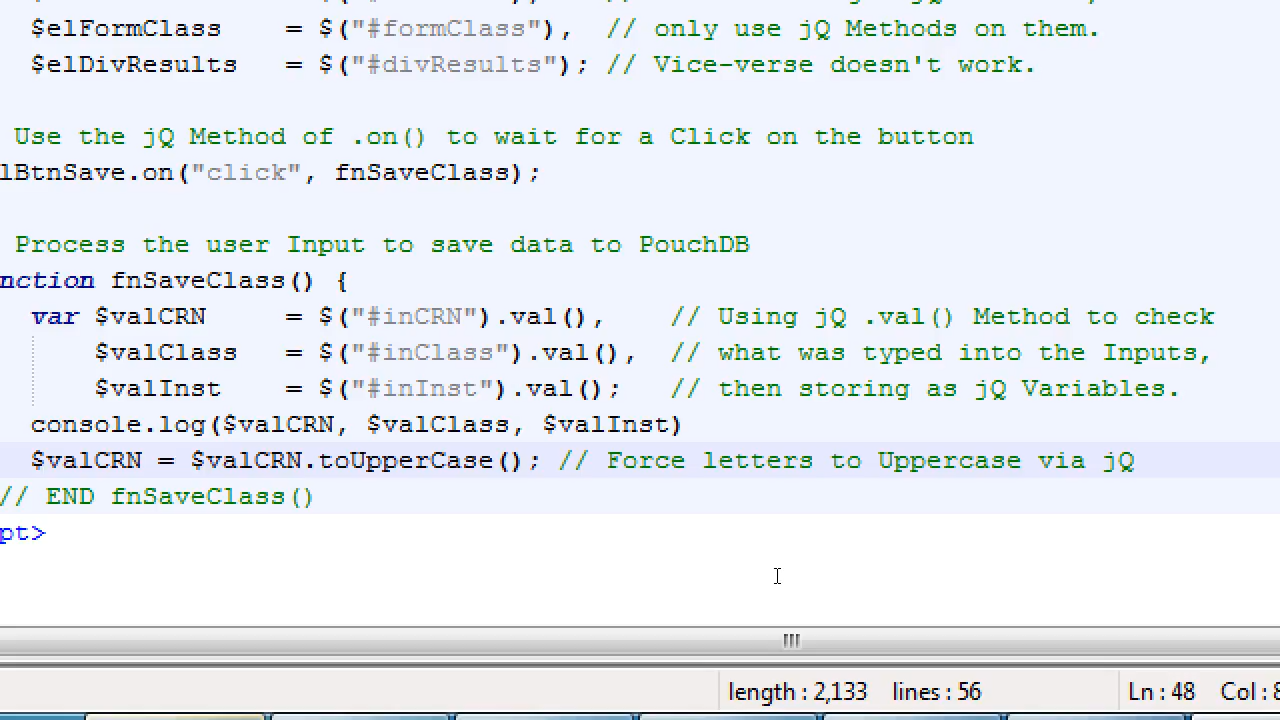 $elFormClass = $("#formClass"), // only use jQ Methods on them.
$elDivResults = $("#divResults"); // Vice-verse doesn't work.
Use the jQ Method of .on() to wait for a Click on the button
lBtnSave.on("click", fnSaveClass);
Process the user Input to save data to PouchDB
nction fnSaveClass() {
var $valCRN = $("#inCRN").val(), // Using jQ .val() Method to check
$valClass = $("#inClass").val(), // what was typed into the Inputs,
$valInst = $("#inInst").val(); // then storing as jQ Variables.
console.log($valCRN, $valClass, $valInst)
$valCRN = $valCRN.toUpperCase(); // Force letters to Uppercase via jQ
// END fnSaveClass()
pt>
length : 2,133 lines : 56 Ln : 48 Col :